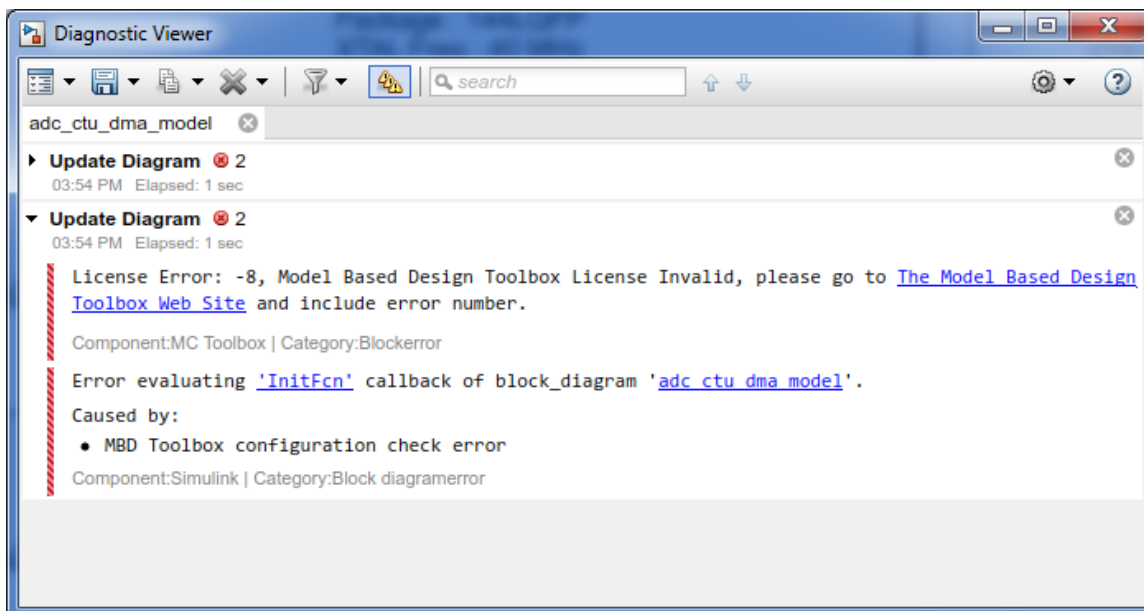 Diagnostic Viewer
search
adc_ctu_dma_model
Update Diagram 2
03:54 PM Elapsed: 1 sec
Update Diagram 2
03:54 PM Elapsed: 1 sec
License Error: -8, Model Based Design Toolbox License Invalid, please go to The Model Based Design
Toolbox Web Site and include error number.
Component:MC Toolbox | Category:Blockerror
Error evaluating 'InitFcn' callback of block_diagram 'adc_ctu_dma_model'.
Caused by:
• MBD Toolbox configuration check error
Component:Simulink | Category:Block diagramerror